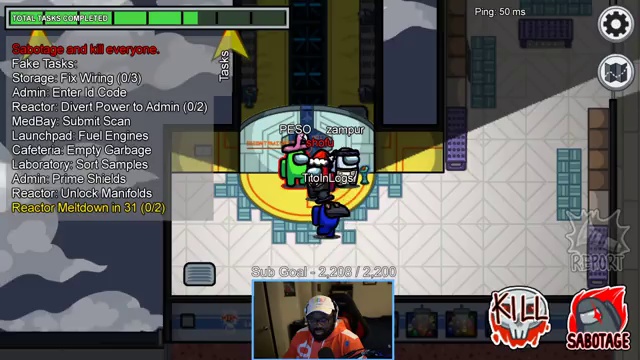 TOTAL TASKS COMPLETED
Ping: 50 ms
Sabotage and kill everyone.
Fake Tasks:
Storage: Fix Wiring (0/3)
Admin: Enter Id Code
Reactor: Divert Power to Admin (0/2)
MedBay: Submit Scan
Launchpad: Fuel Engines
Cafeteria: Empty Garbage
Laboratory: Sort Samples
Admin: Prime Shields
Reactor: Unlock Manifolds
Reactor Meltdown in 31 (0/2)
Tasks
PESO zampur
shofu
TitoInLogs
REPORT
Sub Goal - 2,208 / 2,200
KILL
SABOTAGE